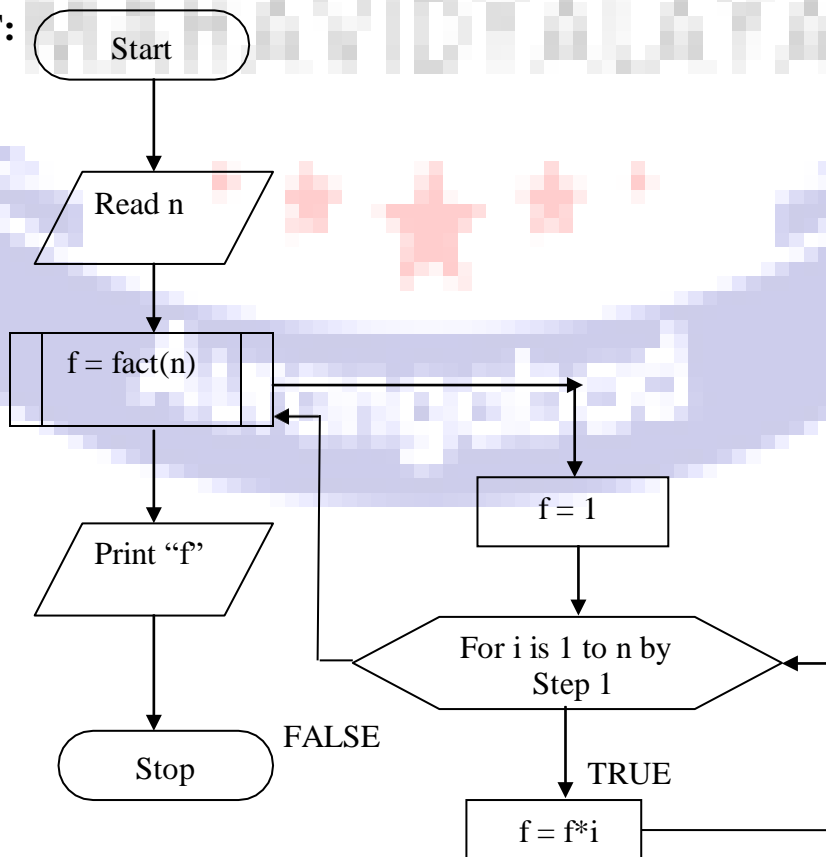 Start
Read n
f = fact(n)
f = 1
Print “f”
For i is 1 to n by
Step 1
FALSE
Stop
TRUE
f = f*i